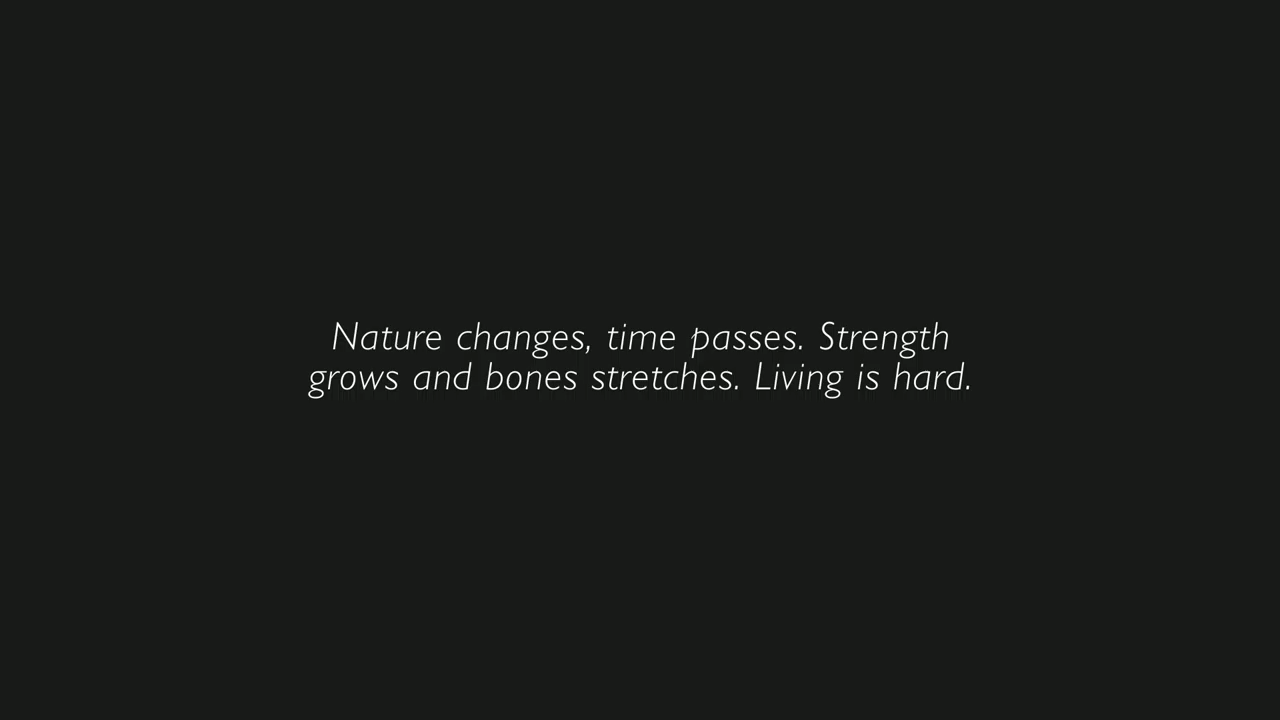 Nature changes, time passes. Strength
grows and bones stretches. Living is hard.